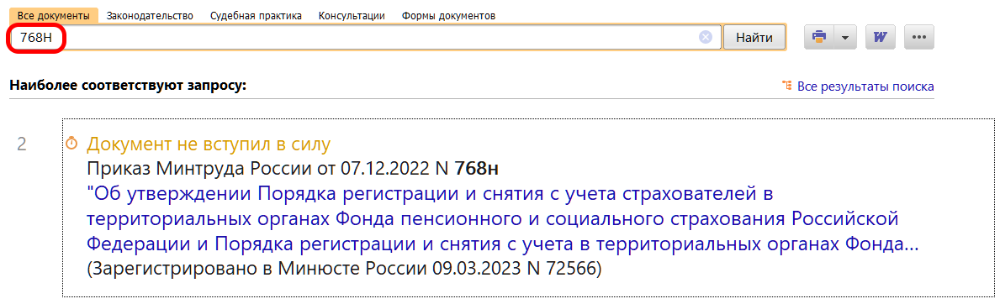 Все документы Законодательство Судебная практика Консультации Формы документов
768Н Найти W
Наиболее соответствуют запросу: Все результаты поиска
2 Документ не вступил в силу
Приказ Минтруда России от 07.12.2022 N 768н
"Об утверждении Порядка регистрации и снятия с учета страхователей в
территориальных органах Фонда пенсионного и социального страхования Российской
Федерации и Порядка регистрации и снятия с учета в территориальных органах Фонда...
(Зарегистрировано в Минюсте России 09.03.2023 N 72566)